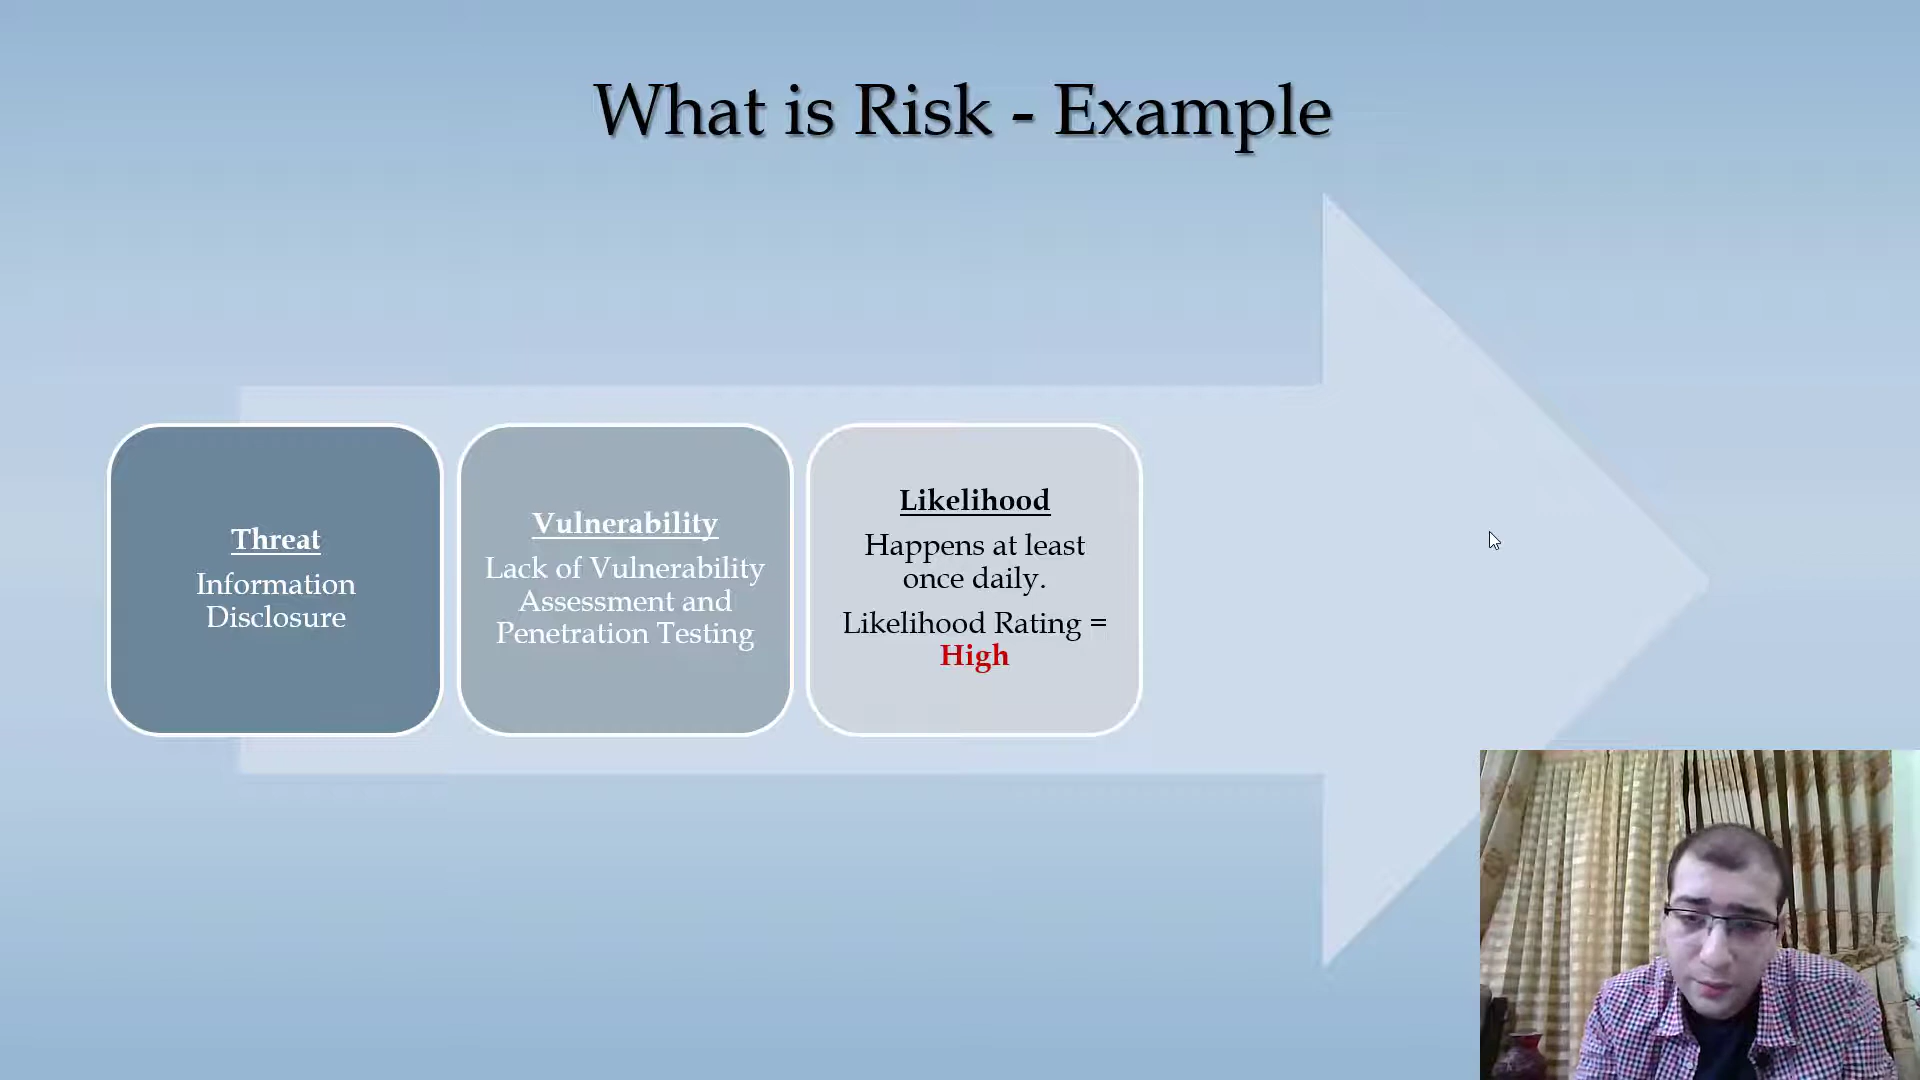 What is Risk - Example
Threat
Information
Disclosure
Vulnerability
Lack of Vulnerability
Assessment and
Penetration Testing
Likelihood
Happens at least
once daily.
Likelihood Rating =
High